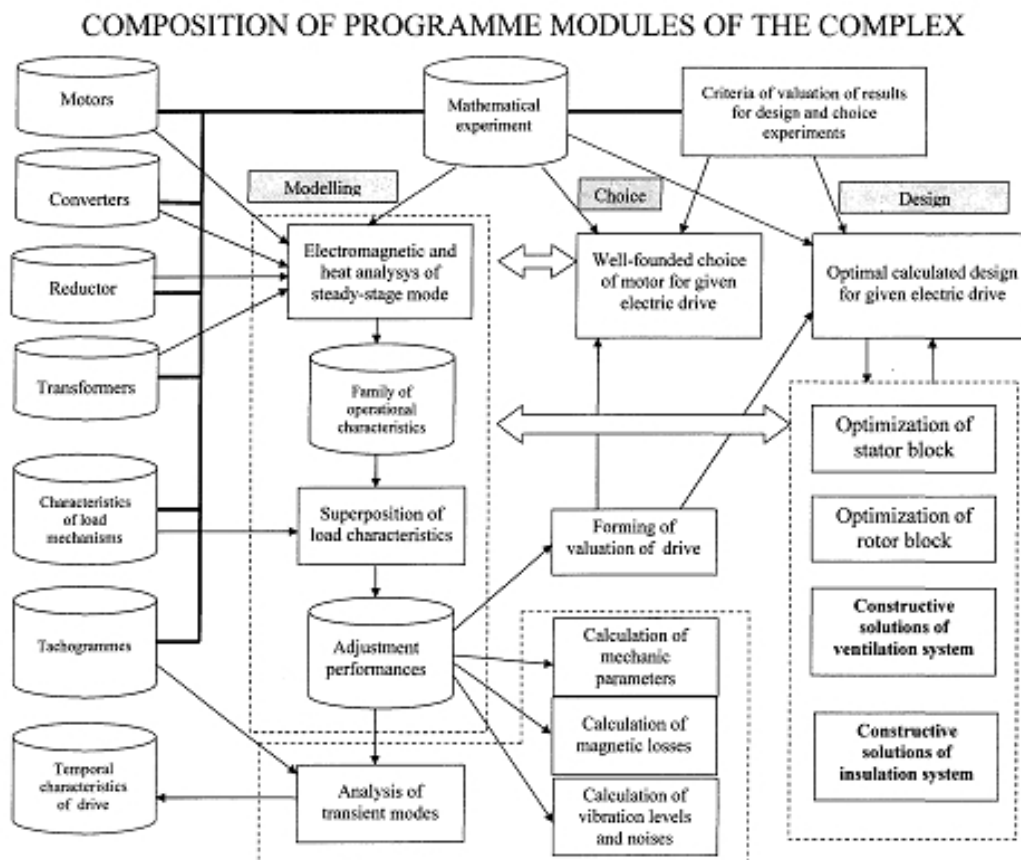 COMPOSITION OF PROGRAMME MODULES OF THE COMPLEX
Motors
Mathematical
experiment
Criteria of valuation of results
for design and choice
experiments
Converters
Modelling
Choice
Design
Electromagnetic and
heat analysys of
steady-stage mode
Well-founded choice
of motor for given
electric drive
Optimal calculated design
for given electric drive
Reductor
Transformers
Family of
operational
characteristics
Optimization of
stator block
Characteristics
of load
mechanisms
Superposition of
load characteristics
Forming of
valuation of drive
Optimization of
rotor block
Tachogrammes
Adjustment
performances
Calculation of
mechanic
parameters
Constructive
solutions of
ventilation system
Calculation
of magnetic
losses
Temporal
characteristics
of drive
Analysis of
transient modes
Calculation of
vibration levels
and noises
Constructive
solutions of
insulation system